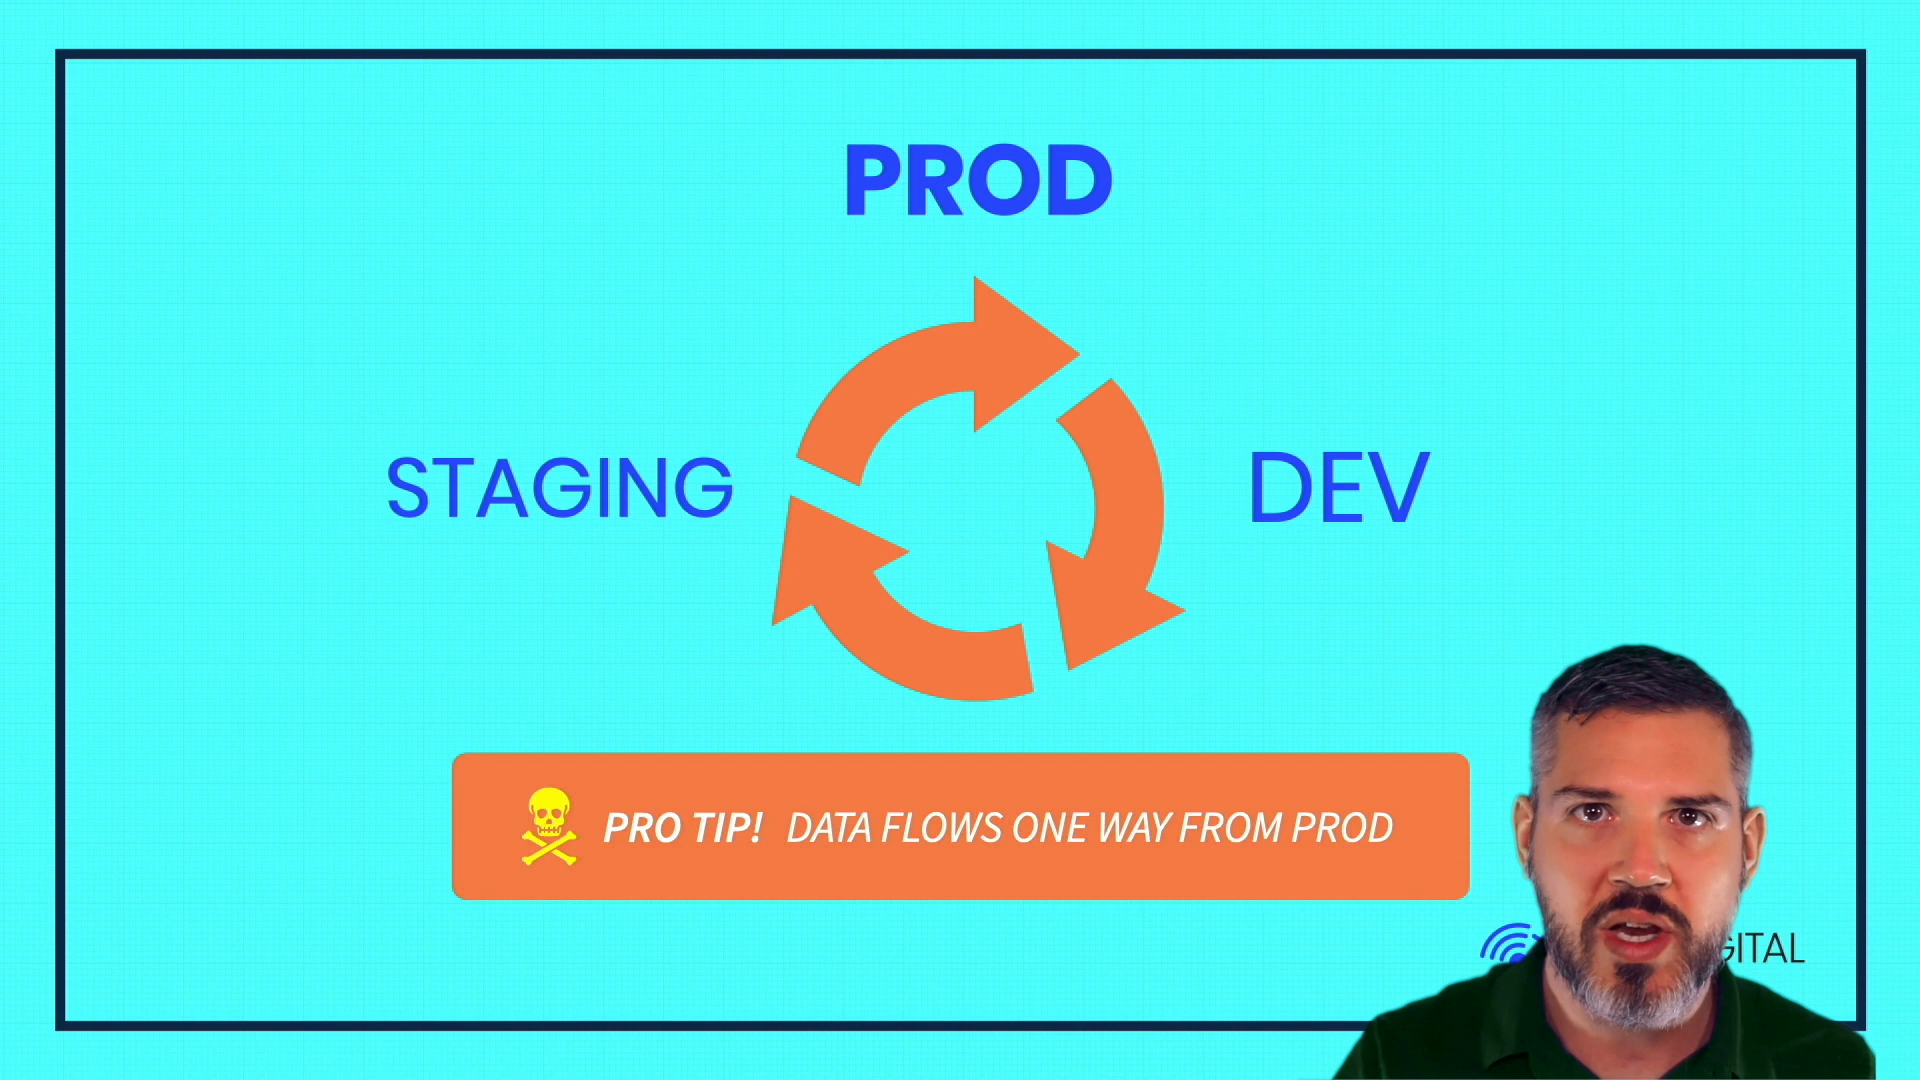 PROD
STAGING
DEV
PRO TIP! DATA FLOWS ONE WAY FROM PROD